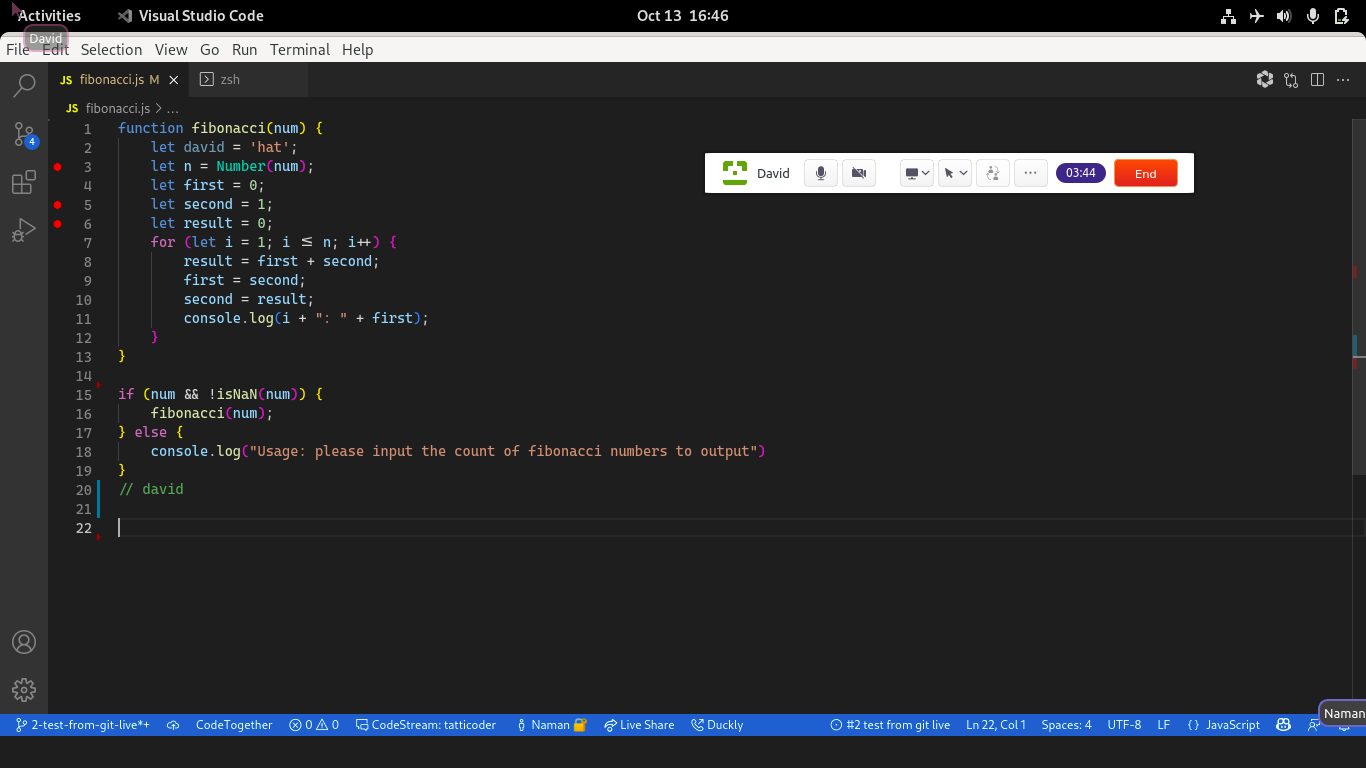 Activities
Visual Studio Code
Oct 13 16:46
David
File Edit Selection View Go Run Terminal Help
JS fibonacci.js M
zsh
JS fibonacci.js > ...
4
1 function fibonacci(num) {
2 let david = 'hat';
3 let n = Number(num);
4 let first = 0;
5 let second = 1;
6 let result = 0;
7 for (let i = 1; i ≤ n; i++) {
8 result = first + second;
9 first = second;
10 second = result;
11 console.log(i + ": " + first);
12 }
13 }
14
15 if (num && !isNaN(num)) {
16 fibonacci(num);
17 } else {
18 console.log("Usage: please input the count of fibonacci numbers to output")
19 }
20 // david
21
22
David
03:44
End
Naman
2-test-from-git-live*+ CodeTogether 0 0 CodeStream: tatticoder Naman 🔐 Live Share Duckly #2 test from git live Ln 22, Col 1 Spaces: 4 UTF-8 LF {} JavaScript